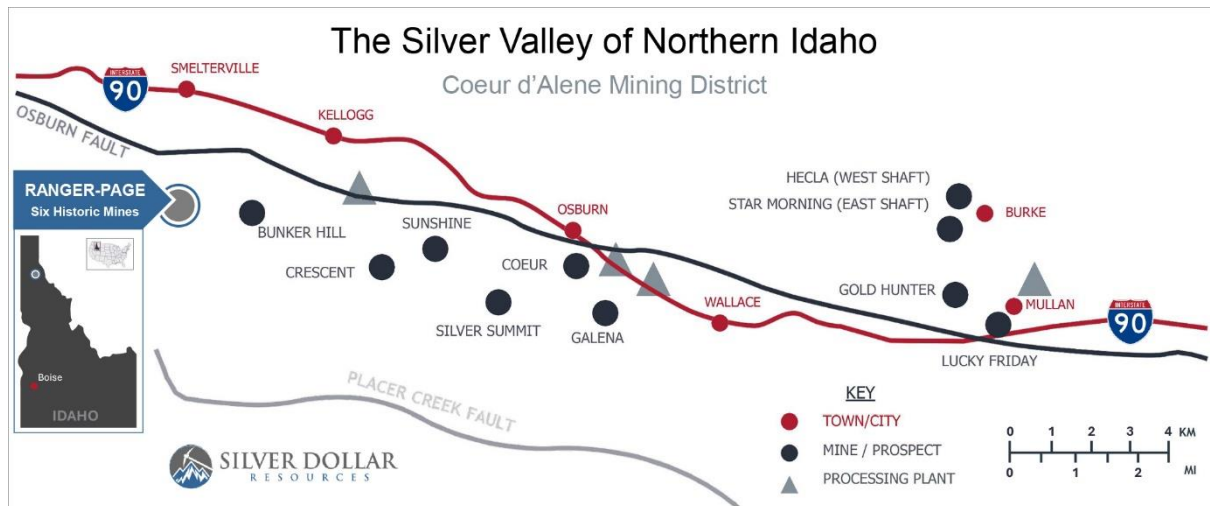 The Silver Valley of Northern Idaho
Coeur d'Alene Mining District
INTERSTATE
90
SMELTERVILLE
KELLOGG
OSBURN FAULT
RANGER-PAGE
Six Historic Mines
BUNKER HILL
CRESCENT
SUNSHINE
SILVER SUMMIT
OSBURN
COEUR
GALENA
WALLACE
HECLA (WEST SHAFT)
STAR MORNING (EAST SHAFT)
BURKE
GOLD HUNTER
MULLAN
LUCKY FRIDAY
INTERSTATE
90
Boise
IDAHO
PLACER CREEK FAULT
SILVER DOLLAR
RESOURCES
KEY
TOWN/CITY
MINE / PROSPECT
PROCESSING PLANT
0 1 2 3 4 KM
0 1 2 MI